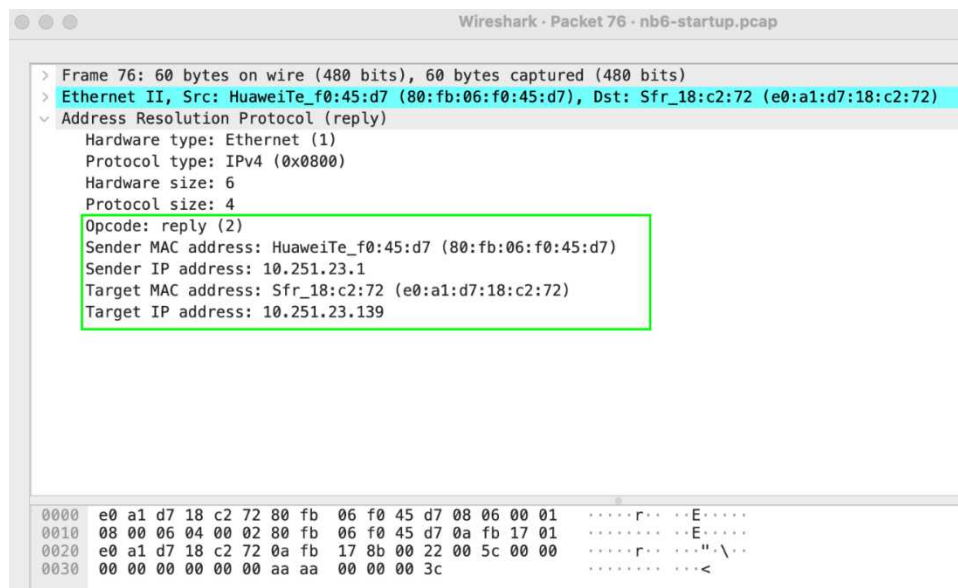 Wireshark · Packet 76 · nb6-startup.pcap
> Frame 76: 60 bytes on wire (480 bits), 60 bytes captured (480 bits)
> Ethernet II, Src: HuaweiTe_f0:45:d7 (80:fb:06:f0:45:d7), Dst: Sfr_18:c2:72 (e0:a1:d7:18:c2:72)
Address Resolution Protocol (reply)
Hardware type: Ethernet (1)
Protocol type: IPv4 (0x0800)
Hardware size: 6
Protocol size: 4
Opcode: reply (2)
Sender MAC address: HuaweiTe_f0:45:d7 (80:fb:06:f0:45:d7)
Sender IP address: 10.251.23.1
Target MAC address: Sfr_18:c2:72 (e0:a1:d7:18:c2:72)
Target IP address: 10.251.23.139
0000 e0 a1 d7 18 c2 72 80 fb 06 f0 45 d7 08 06 00 01 ·····r·· ··E·····
0010 08 00 06 04 00 02 80 fb 06 f0 45 d7 0a fb 17 01 ········ ··E·····
0020 e0 a1 d7 18 c2 72 0a fb 17 8b 00 22 00 5c 00 00 ·····r·· ···"·\··
0030 00 00 00 00 00 00 aa aa 00 00 00 3c ········ ···<